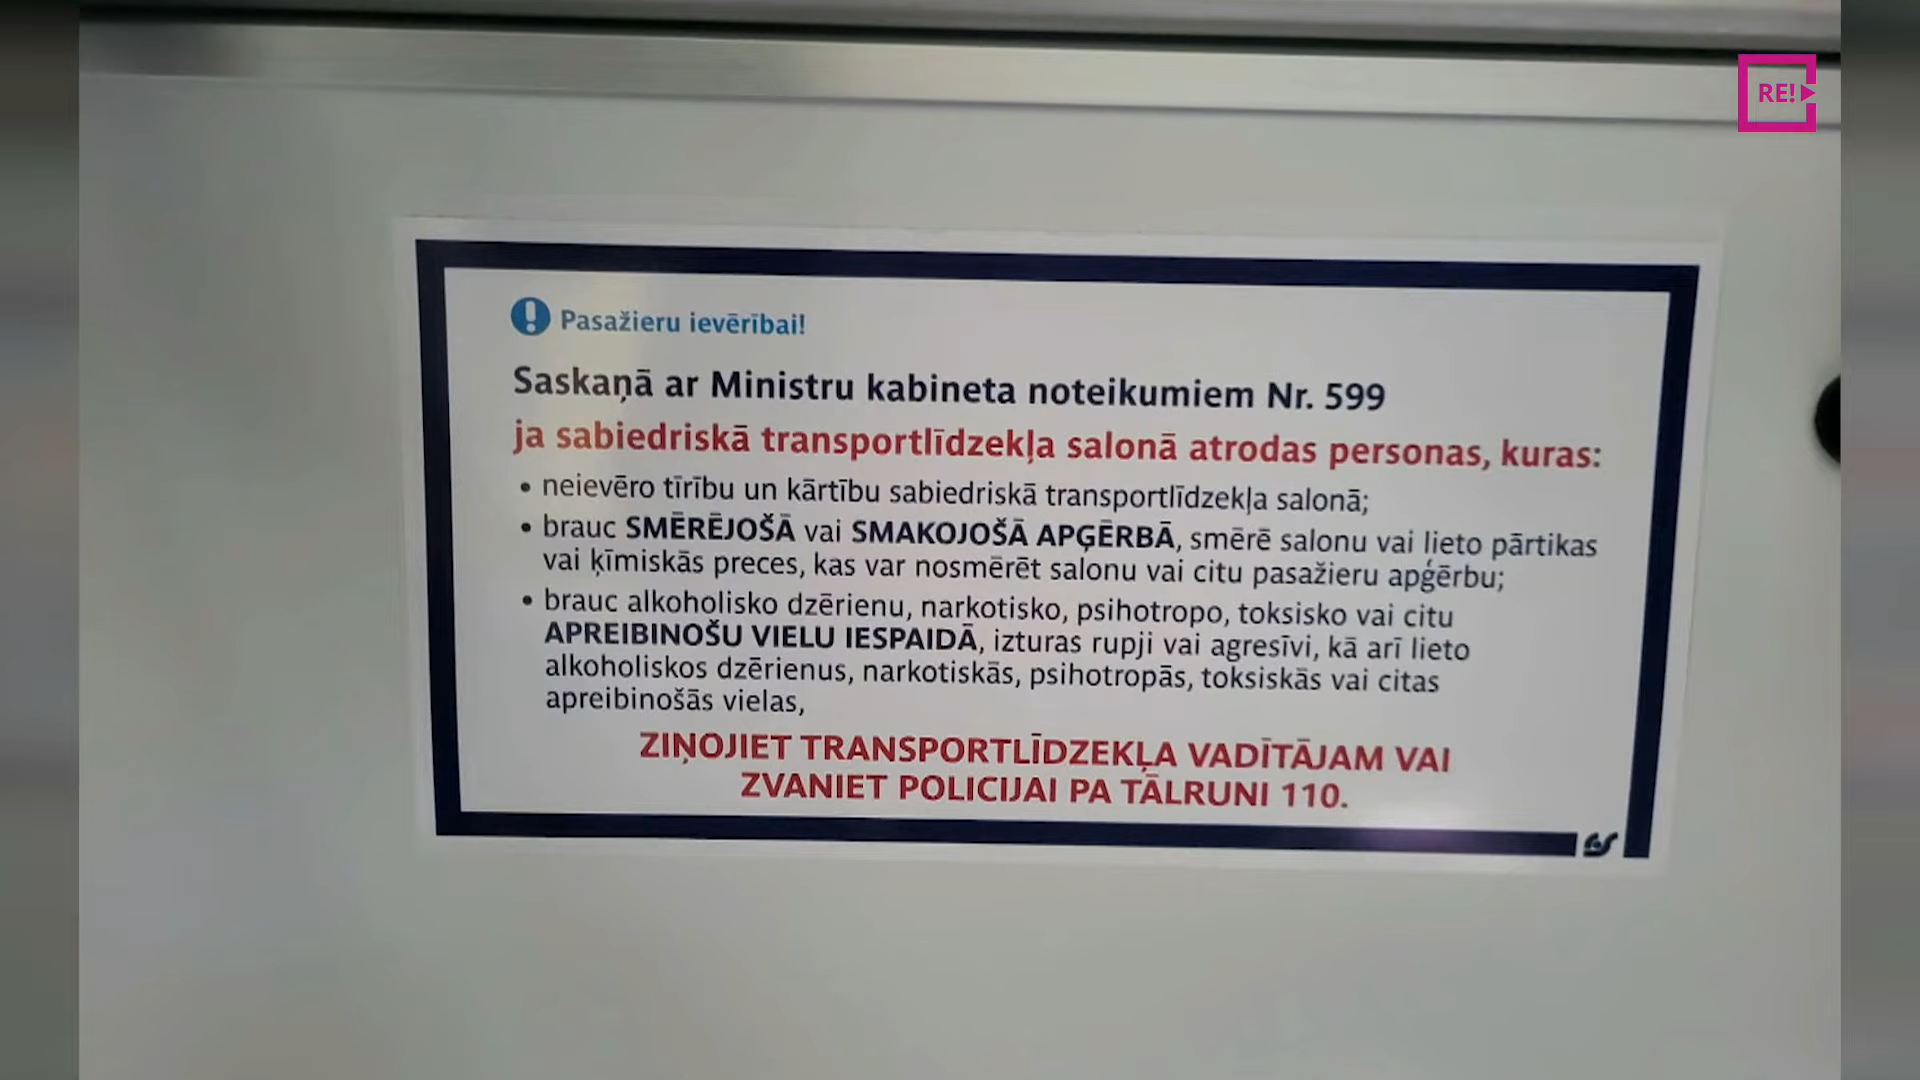 RE!
Pasažieru ievērībai!
Saskaņā ar Ministru kabineta noteikumiem Nr. 599
ja sabiedriskā transportlīdzekļa salonā atrodas personas, kuras:
• neievēro tīrību un kārtību sabiedriskā transportlīdzekļa salonā;
• brauc SMĒRĒJOŠĀ vai SMAKOJOŠĀ APĢĒRBĀ, smērē salonu vai lieto pārtikas
vai ķīmiskās preces, kas var nosmērēt salonu vai citu pasažieru apģērbu;
• brauc alkoholisko dzērienu, narkotisko, psihotropo, toksisko vai citu
APREIBINOŠU VIELU IESPAIDĀ, izturas rupji vai agresīvi, kā arī lieto
alkoholiskos dzērienus, narkotiskās, psihotropās, toksiskās vai citas
apreibinošās vielas,
ZIŅOJIET TRANSPORTLĪDZEKĻA VADĪTĀJAM VAI
ZVANIET POLICIJAI PA TĀLRUNI 110.